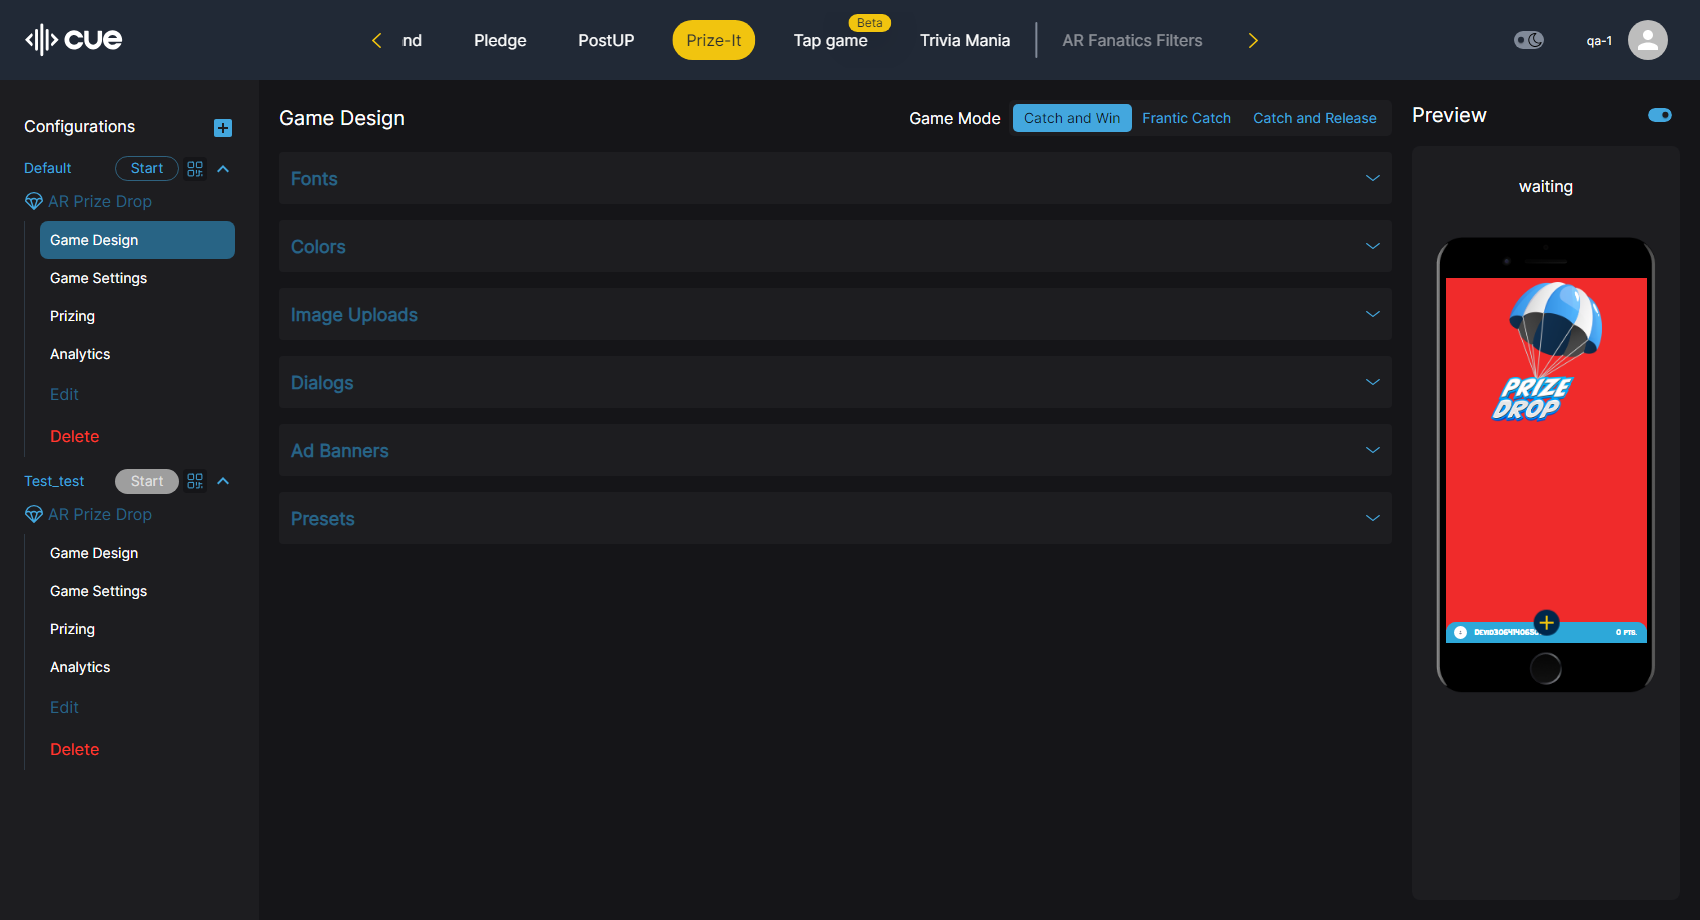 cue
nd
Pledge
PostUP
Prize-It
Beta
Tap game
Trivia Mania
AR Fanatics Filters
qa-1
Configurations
Default
Start
AR Prize Drop
Game Design
Game Settings
Prizing
Analytics
Edit
Delete
Test_test
Start
AR Prize Drop
Game Design
Game Settings
Prizing
Analytics
Edit
Delete
Game Design
Game Mode
Catch and Win
Frantic Catch
Catch and Release
Fonts
Colors
Image Uploads
Dialogs
Ad Banners
Presets
Preview
waiting
PRIZE
DROP
0 PTS.